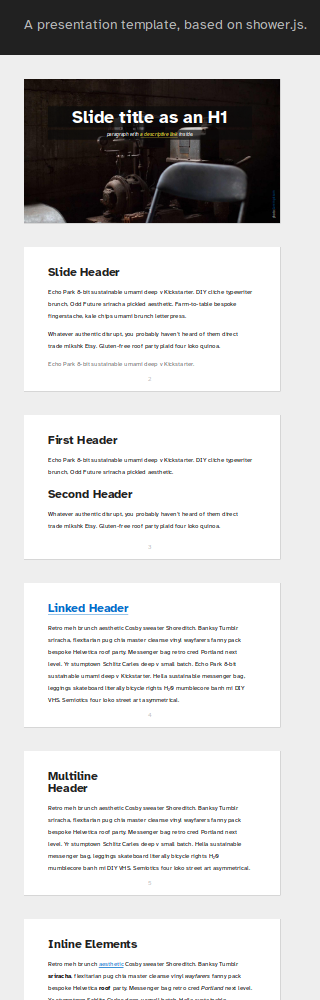 A presentation template, based on shower.js.
Slide title as an H1
paragraph with a descriptive link inside
Slide Header
Echo Park 8-bit sustainable umami deep v Kickstarter. DIY cliche typewriter
brunch. Odd Future sriracha pickled aesthetic. Farm-to-table bespoke
fingerstache, kale chips umami brunch letterpress.
Whatever authentic disrupt, you probably haven't heard of them direct
trade mlkshk Etsy. Gluten-free roof party plaid four loko quinoa.
Echo Park 8-bit sustainable umami deep v Kickstarter.
2
First Header
Echo Park 8-bit sustainable umami deep v Kickstarter. DIY cliche typewriter
brunch. Odd Future sriracha pickled aesthetic.
Second Header
Whatever authentic disrupt, you probably haven't heard of them direct
trade mlkshk Etsy. Gluten-free roof party plaid four loko quinoa.
3
Linked Header
Retro meh brunch aesthetic Cosby sweater Shoreditch. Banksy Tumblr
sriracha, flexitarian pug chia master cleanse vinyl wayfarers fanny pack
bespoke Helvetica roof party. Messenger bag retro cred Portland next
level. Yr stumptown Schlitz Carles deep v small batch. Echo Park 8-bit
sustainable umami deep v Kickstarter. Hella sustainable messenger bag,
leggings skateboard literally bicycle rights H₂0 mumblecore banh mi DIY
VHS. Semiotics four loko street art asymmetrical.
4
Multiline
Header
Retro meh brunch aesthetic Cosby sweater Shoreditch. Banksy Tumblr
sriracha, flexitarian pug chia master cleanse vinyl wayfarers fanny pack
bespoke Helvetica roof party. Messenger bag retro cred Portland next
level. Yr stumptown Schlitz Carles deep v small batch. Hella sustainable
messenger bag, leggings skateboard literally bicycle rights H₂0
mumblecore banh mi DIY VHS. Semiotics four loko street art asymmetrical.
5
Inline Elements
Retro meh brunch aesthetic Cosby sweater Shoreditch. Banksy Tumblr
sriracha, flexitarian pug chia master cleanse vinyl wayfarers fanny pack
bespoke Helvetica roof party. Messenger bag retro cred Portland next level.